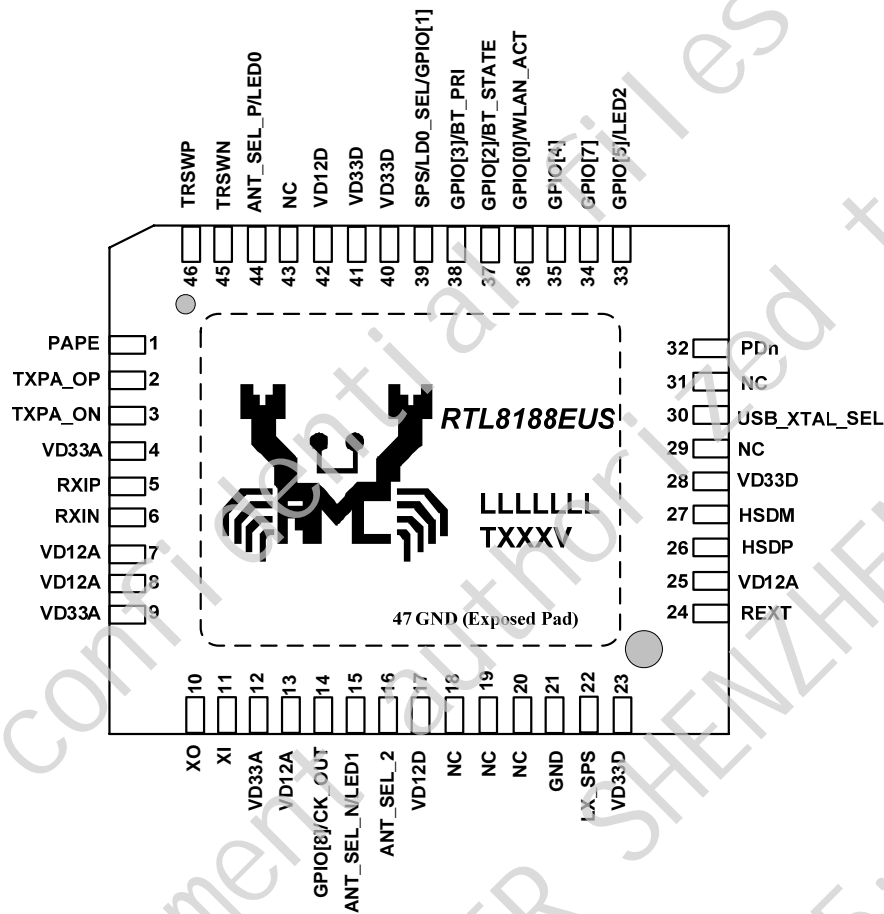 TRSWP
TRSWN
ANT_SEL_P/LED0
NC
VD12D
VD33D
VD33D
SPS/LD0_SEL/GPIO[1]
GPIO[3]/BT_PRI
GPIO[2]/BT_STATE
GPIO[0]/WLAN_ACT
GPIO[4]
GPIO[7]
GPIO[5]/LED2
46
45
44
43
42
41
40
39
38
37
36
35
34
33
PAPE 1
TXPA_OP 2
TXPA_ON 3
VD33A 4
RXIP 5
RXIN 6
VD12A 7
VD12A 8
VD33A 9
32 PDn
31 NC
30 USB_XTAL_SEL
29 NC
28 VD33D
27 HSDM
26 HSDP
25 VD12A
24 REXT
RTL8188EUS
LLLLLLL
TXXXV
47 GND (Exposed Pad)
10
11
12
13
14
15
16
17
18
19
20
21
22
23
XO
XI
VD33A
VD12A
GPIO[8]/CK_OUT
ANT_SEL_N/LED1
ANT_SEL_2
VD12D
NC
NC
NC
GND
LX_SPS
VD33D
confidential files
authorized t
SHENZHEN